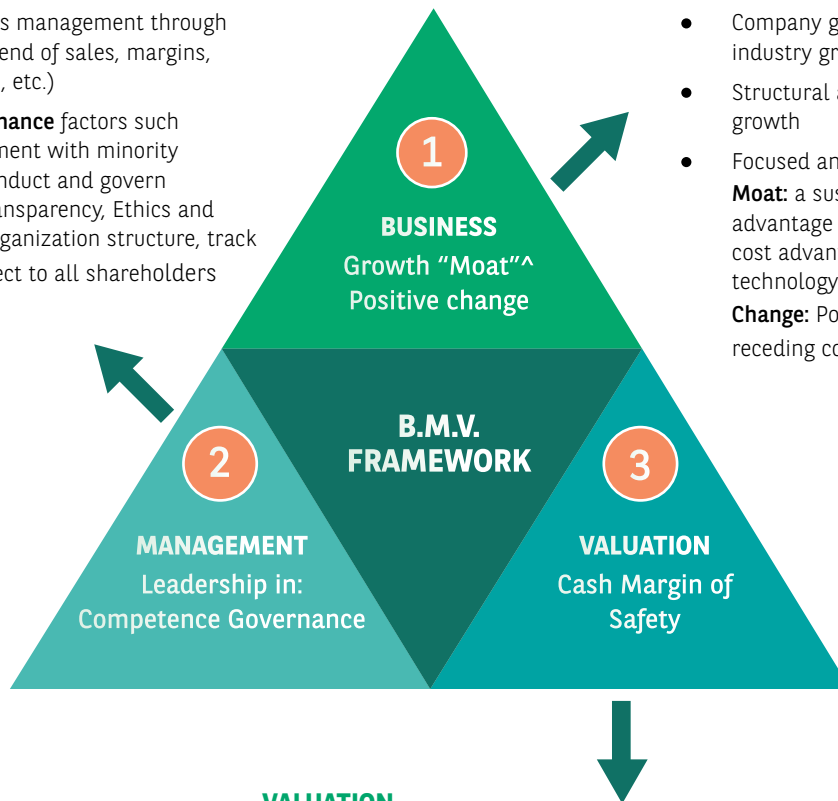 s management through
end of sales, margins,
, etc.)
nance factors such
ment with minority
nduct and govern
nsparency, Ethics and
ganization structure, track
ect to all shareholders
● Company g
industry gr
● Structural a
growth
● Focused an
Moat: a sus
advantage
cost advan
technology
Change: Po
receding co
1
BUSINESS
Growth “Moat”^
Positive change
B.M.V.
FRAMEWORK
2
MANAGEMENT
Leadership in:
Competence Governance
3
VALUATION
Cash Margin of
Safety
VALUATION